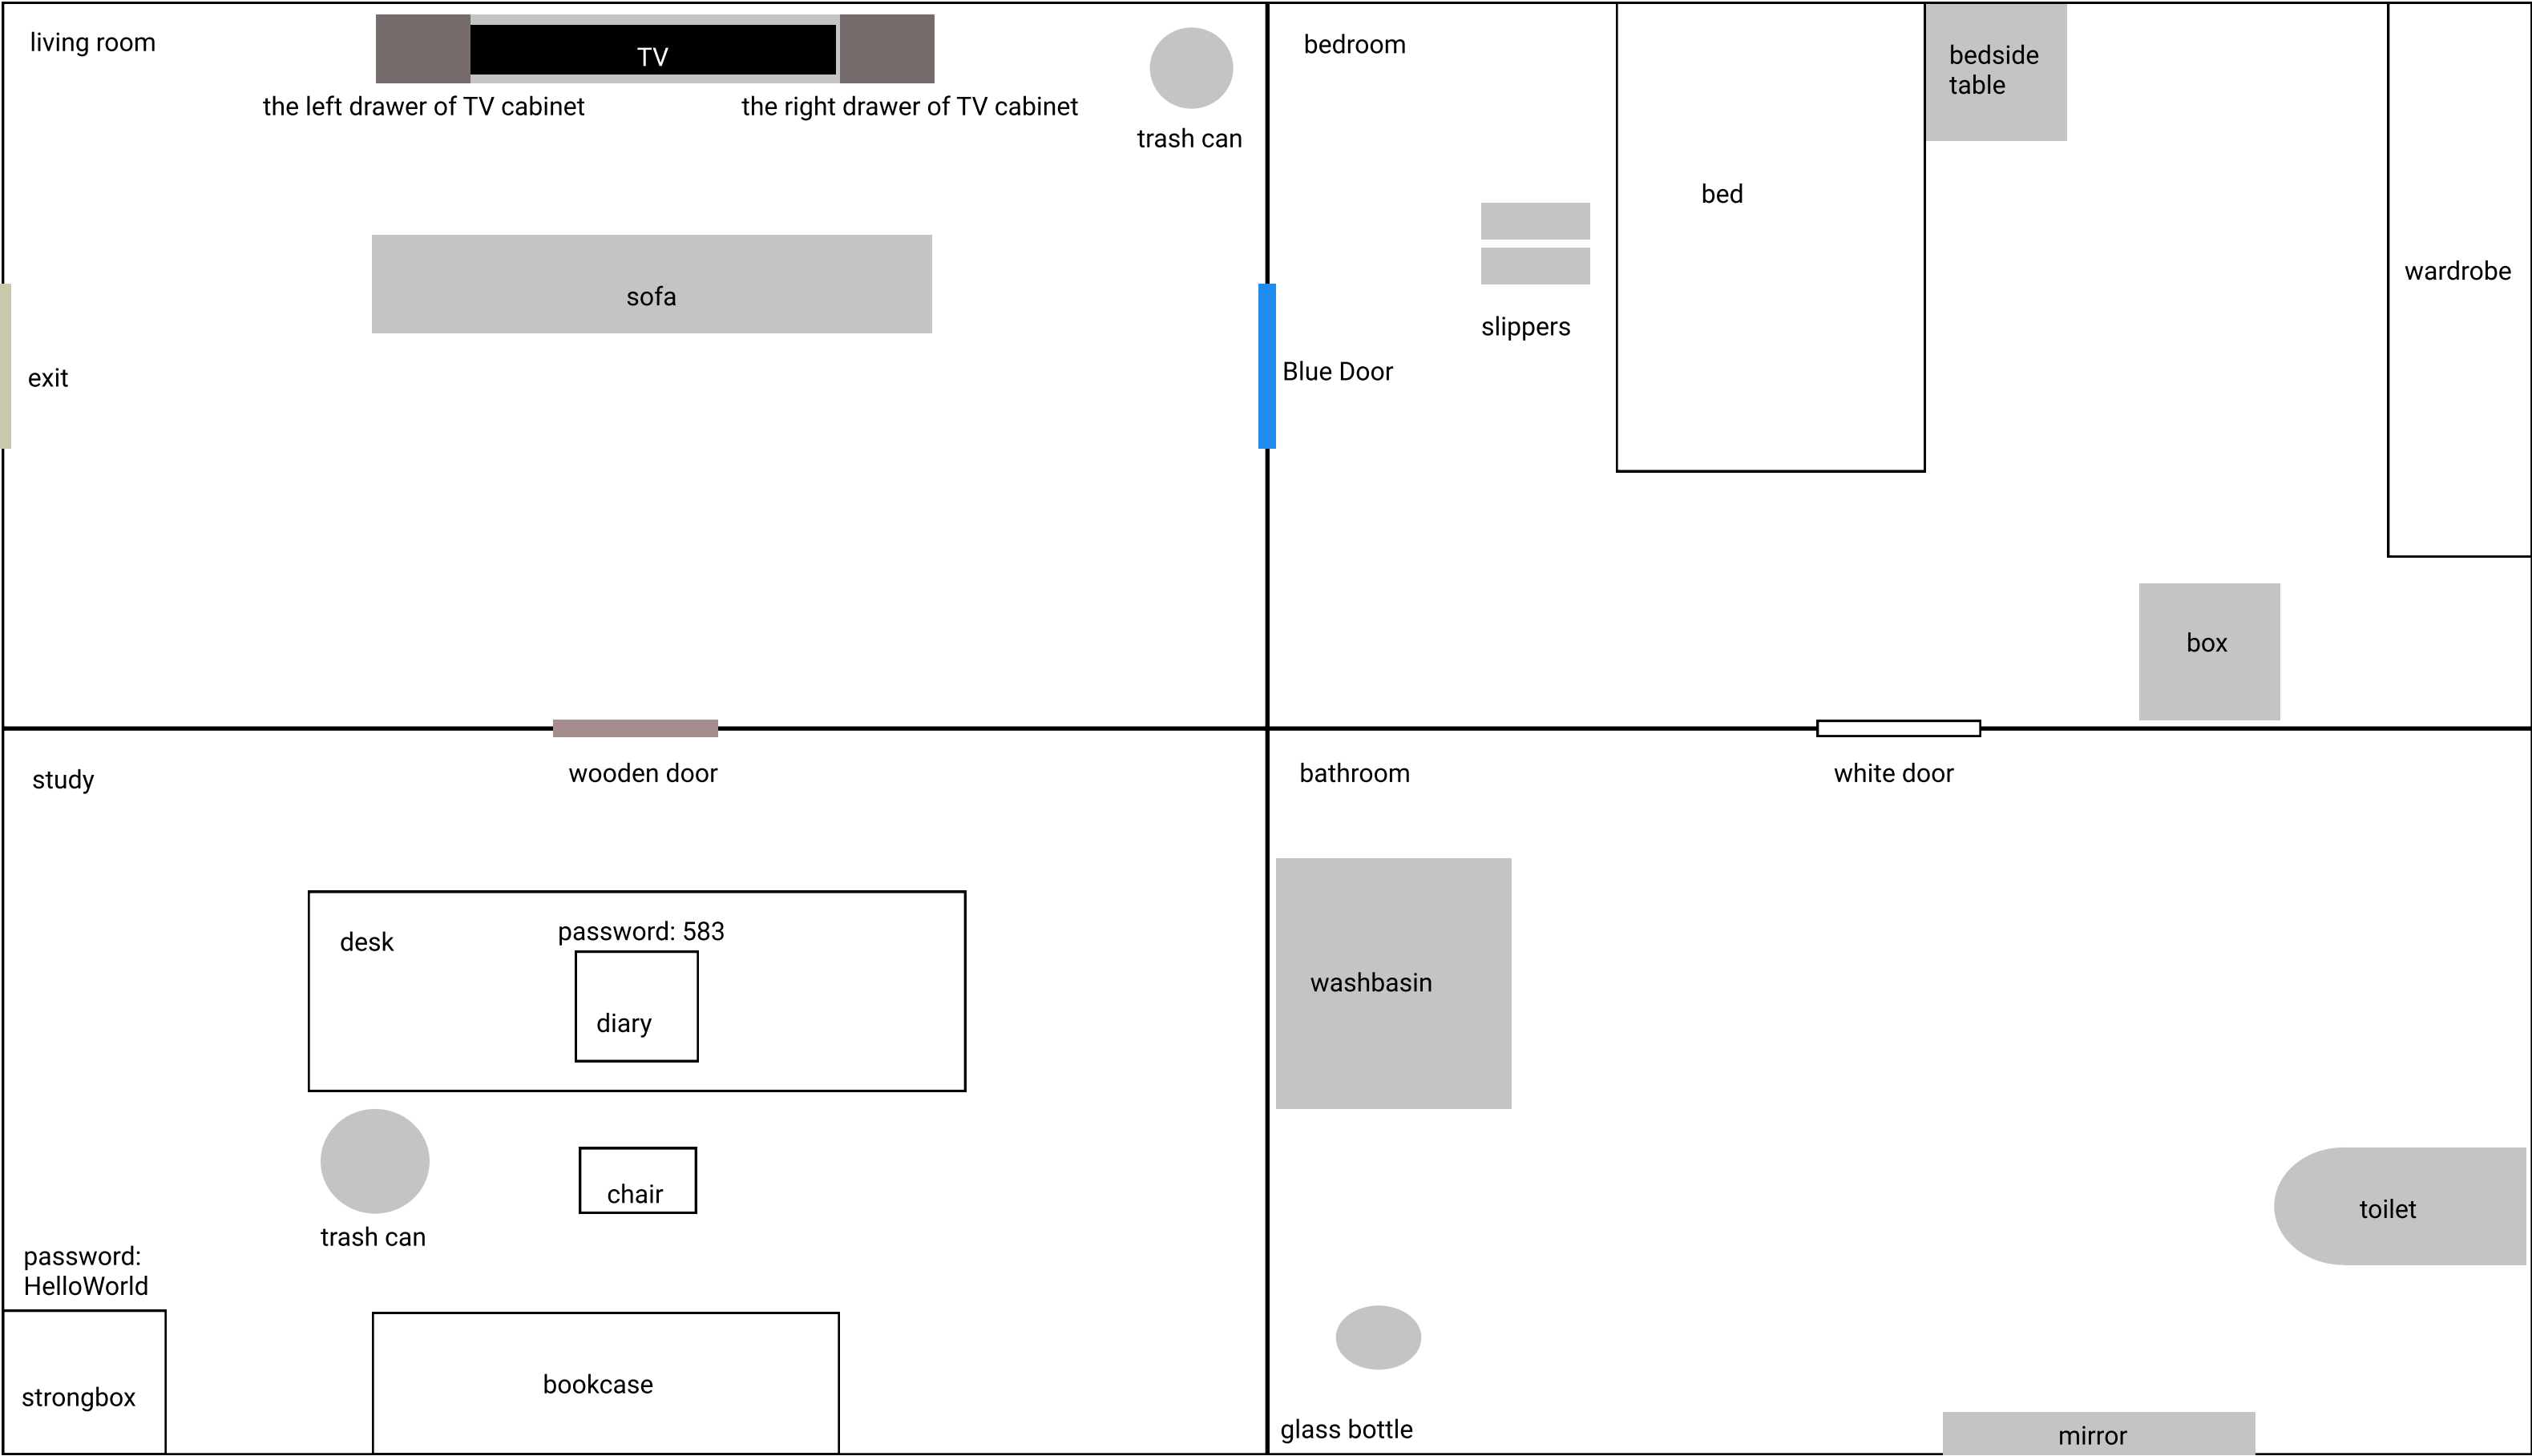 living room
TV
the left drawer of TV cabinet
the right drawer of TV cabinet
trash can
sofa
exit
bedroom
bedside
table
bed
wardrobe
slippers
Blue Door
box
study
wooden door
desk
password: 583
diary
trash can
chair
password:
HelloWorld
strongbox
bookcase
bathroom
white door
washbasin
toilet
glass bottle
mirror